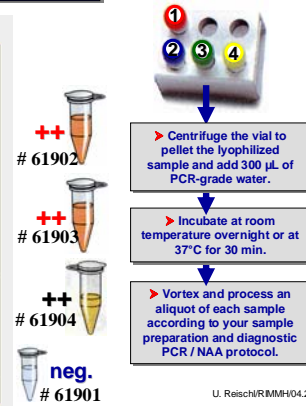 ++
# 61902
++
# 61903
++
# 61904
neg.
# 61901
1
2
3
4
➤ Centrifuge the vial to
pellet the lyophilized
sample and add 300 µL of
PCR-grade water.
➤ Incubate at room
temperature overnight or at
37°C for 30 min.
➤ Vortex and process an
aliquot of each sample
according to your sample
preparation and diagnostic
PCR / NAA protocol.
U. Reischl/RIMMH/04.2